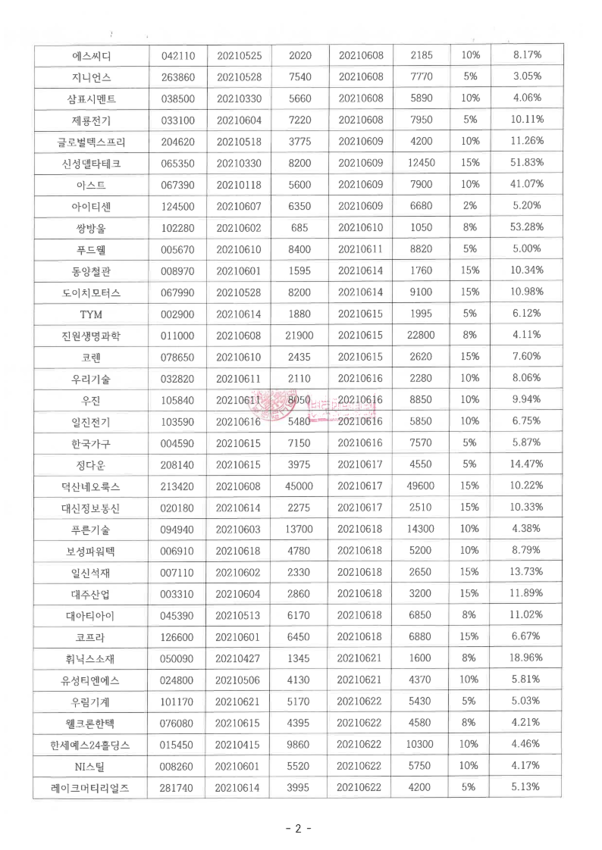 에스씨디 042110 20210525 2020 20210608 2185 10% 8.17%
지니언스 263860 20210528 7540 20210608 7770 5% 3.05%
삼표시멘트 038500 20210330 5660 20210608 5890 10% 4.06%
제룡전기 033100 20210604 7220 20210608 7950 5% 10.11%
글로벌텍스프리 204620 20210518 3775 20210609 4200 10% 11.26%
신성델타테크 065350 20210330 8200 20210609 12450 15% 51.83%
아스트 067390 20210118 5600 20210609 7900 10% 41.07%
아이티센 124500 20210607 6350 20210609 6680 2% 5.20%
쌍방울 102280 20210602 685 20210610 1050 8% 53.28%
푸드웰 005670 20210610 8400 20210611 8820 5% 5.00%
동양철관 008970 20210601 1595 20210614 1760 15% 10.34%
도이치모터스 067990 20210528 8200 20210614 9100 15% 10.98%
TYM 002900 20210614 1880 20210615 1995 5% 6.12%
진원생명과학 011000 20210608 21900 20210615 22800 8% 4.11%
코렌 078650 20210610 2435 20210615 2620 15% 7.60%
우리기술 032820 20210611 2110 20210616 2280 10% 8.06%
우진 105840 20210611 8050 20210616 8850 10% 9.94%
일진전기 103590 20210616 5480 20210616 5850 10% 6.75%
한국가구 004590 20210615 7150 20210616 7570 5% 5.87%
정다운 208140 20210615 3975 20210617 4550 5% 14.47%
덕산네오룩스 213420 20210608 45000 20210617 49600 15% 10.22%
대신정보통신 020180 20210614 2275 20210617 2510 15% 10.33%
푸른기술 094940 20210603 13700 20210618 14300 10% 4.38%
보성파워텍 006910 20210618 4780 20210618 5200 10% 8.79%
일신석재 007110 20210602 2330 20210618 2650 15% 13.73%
대주산업 003310 20210604 2860 20210618 3200 15% 11.89%
대아티아이 045390 20210513 6170 20210618 6850 8% 11.02%
코프라 126600 20210601 6450 20210618 6880 15% 6.67%
휘닉스소재 050090 20210427 1345 20210621 1600 8% 18.96%
유성티엔에스 024800 20210506 4130 20210621 4370 10% 5.81%
우림기계 101170 20210621 5170 20210622 5430 5% 5.03%
웰크론한텍 076080 20210615 4395 20210622 4580 8% 4.21%
한세예스24홀딩스 015450 20210415 9860 20210622 10300 10% 4.46%
NI스틸 008260 20210601 5520 20210622 5750 10% 4.17%
레이크머티리얼즈 281740 20210614 3995 20210622 4200 5% 5.13%
- 2 -